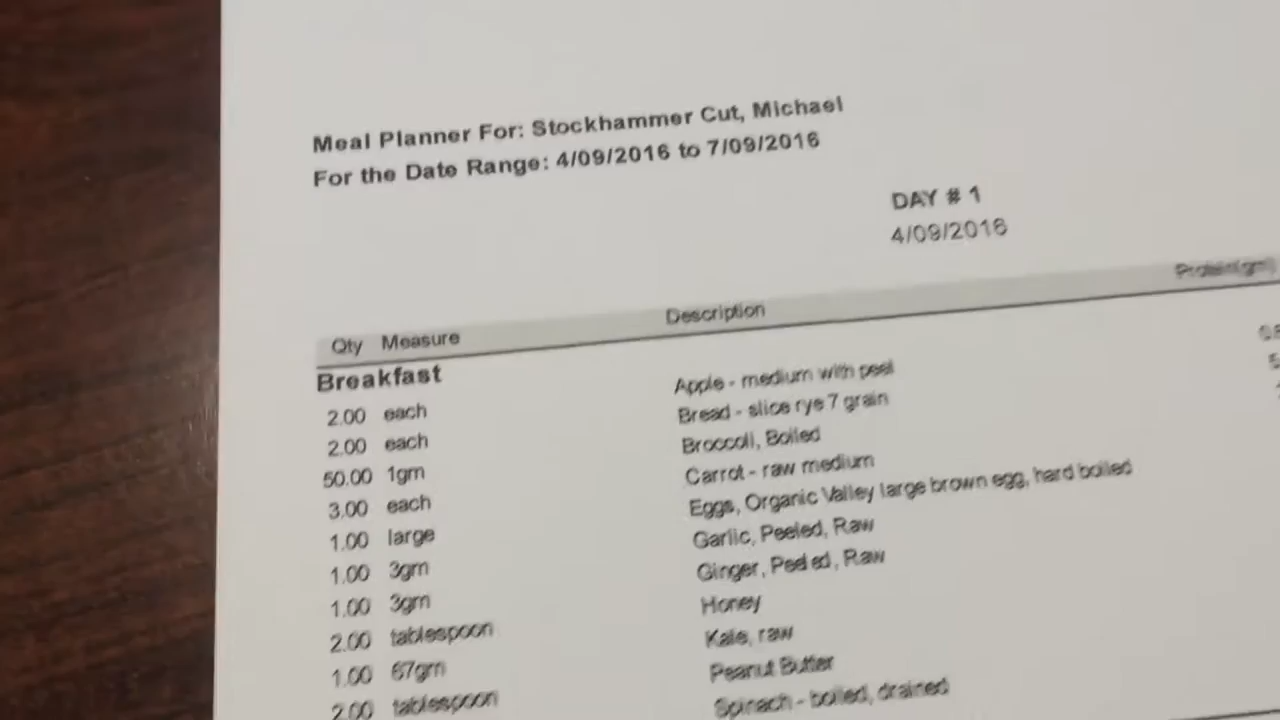 Meal Planner For: Stockhammer Cut, Michael
For the Date Range: 4/09/2016 to 7/09/2016
DAY # 1
4/09/2016
Qty Measure Description Protein(gm)
Breakfast
2.00 each Apple - medium with peel
2.00 each Bread - slice rye 7 grain
50.00 1gm Broccoli, Boiled
3.00 each Carrot - raw medium
1.00 large Eggs, Organic Valley large brown egg, hard boiled
1.00 3gm Garlic, Peeled, Raw
1.00 3gm Ginger, Peeled, Raw
2.00 tablespoon Honey
1.00 67gm Kale, raw
2.00 tablespoon Peanut Butter
Spinach - boiled, drained